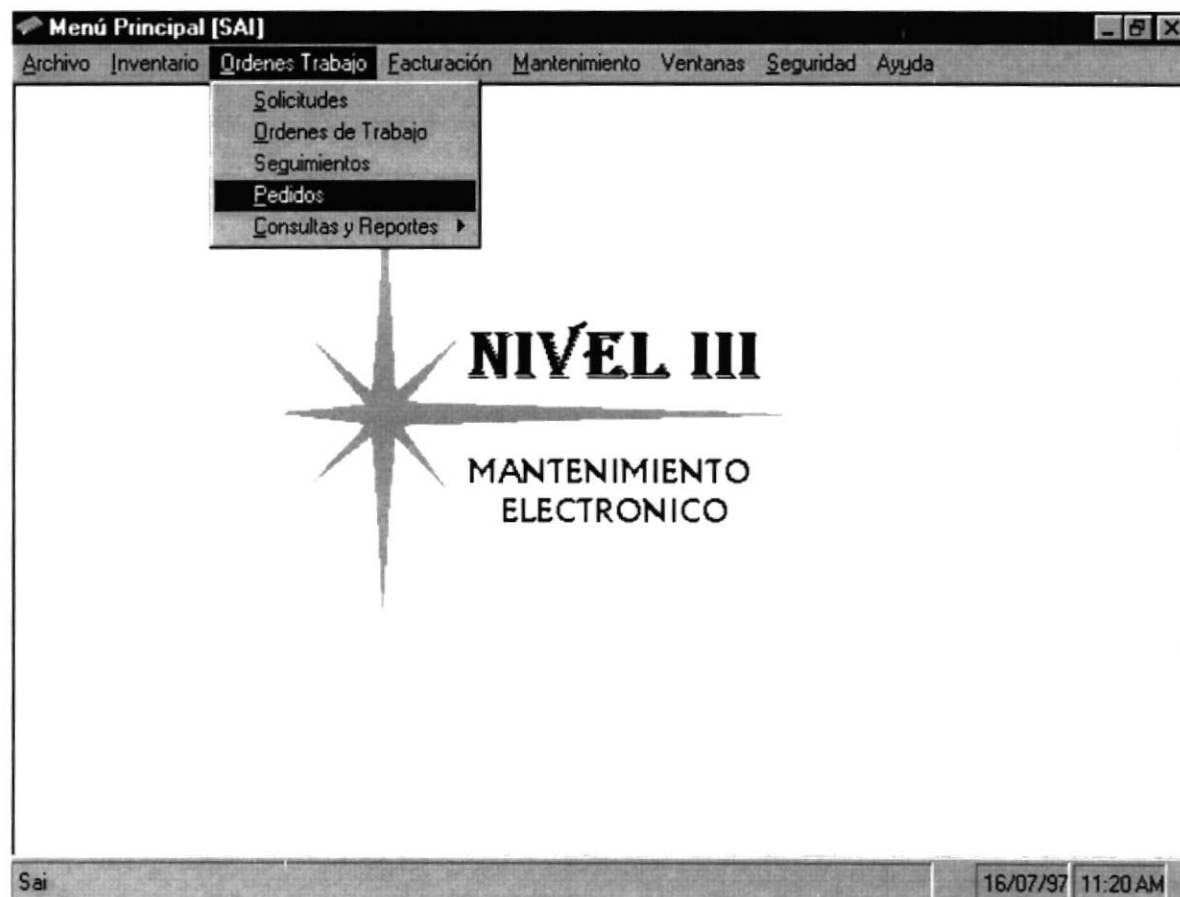 Menú Principal [SAI]
Archivo Inventario Ordenes Trabajo Facturación Mantenimiento Ventanas Seguridad Ayuda
Solicitudes
Ordenes de Trabajo
Seguimientos
Pedidos
Consultas y Reportes
NIVEL III
MANTENIMIENTO
ELECTRONICO
Sai 16/07/97 11:20 AM